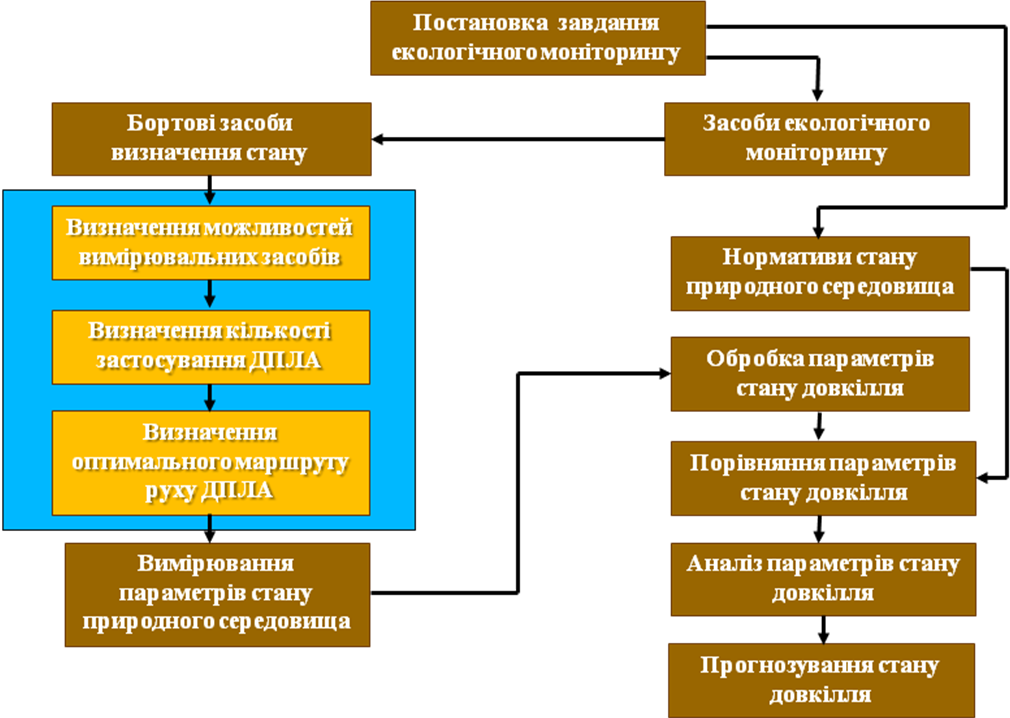 Постановка завдання
екологічного моніторингу
Бортові засоби
визначення стану
Засоби екологічного
моніторингу
Визначення можливостей
вимірювальних засобів
Визначення кількості
застосування ДПЛА
Визначення
оптимального маршруту
руху ДПЛА
Вимірювання
параметрів стану
природного середовища
Нормативи стану
природного середовища
Обробка параметрів
стану довкілля
Порівняння параметрів
стану довкілля
Аналіз параметрів стану
довкілля
Прогнозування стану
довкілля